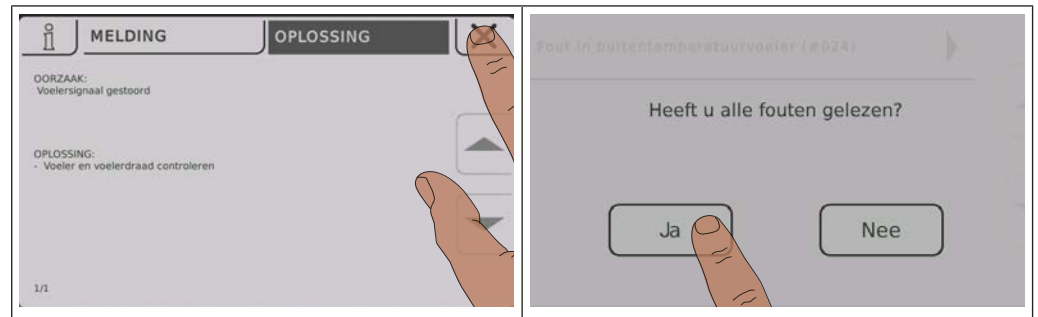 MELDING
OPLOSSING
OORZAAK:
Voelersignaal gestoord
OPLOSSING:
- Voeler en voelerdraad controleren
1/1
Fout in buitentemperatuurvoeler (#024)
Heeft u alle fouten gelezen?
Ja
Nee